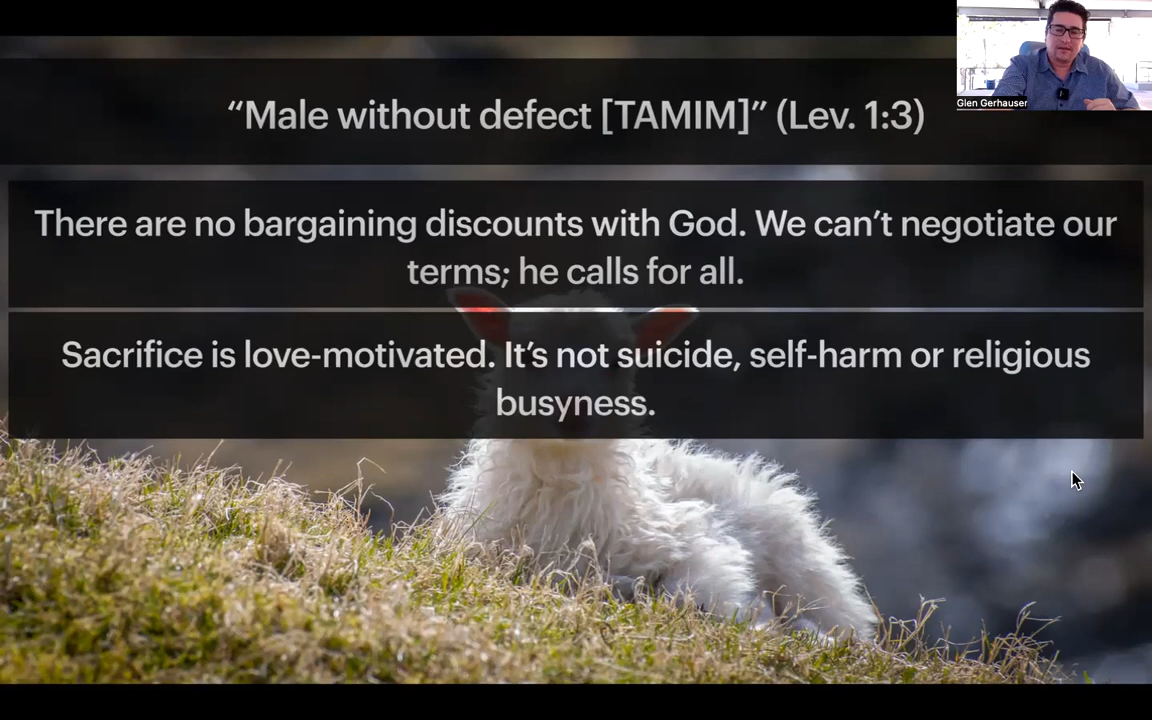 Glen Gerhauser
“Male without defect [TAMIM]” (Lev. 1:3)
There are no bargaining discounts with God. We can’t negotiate our
terms; he calls for all.
Sacrifice is love-motivated. It’s not suicide, self-harm or religious
busyness.